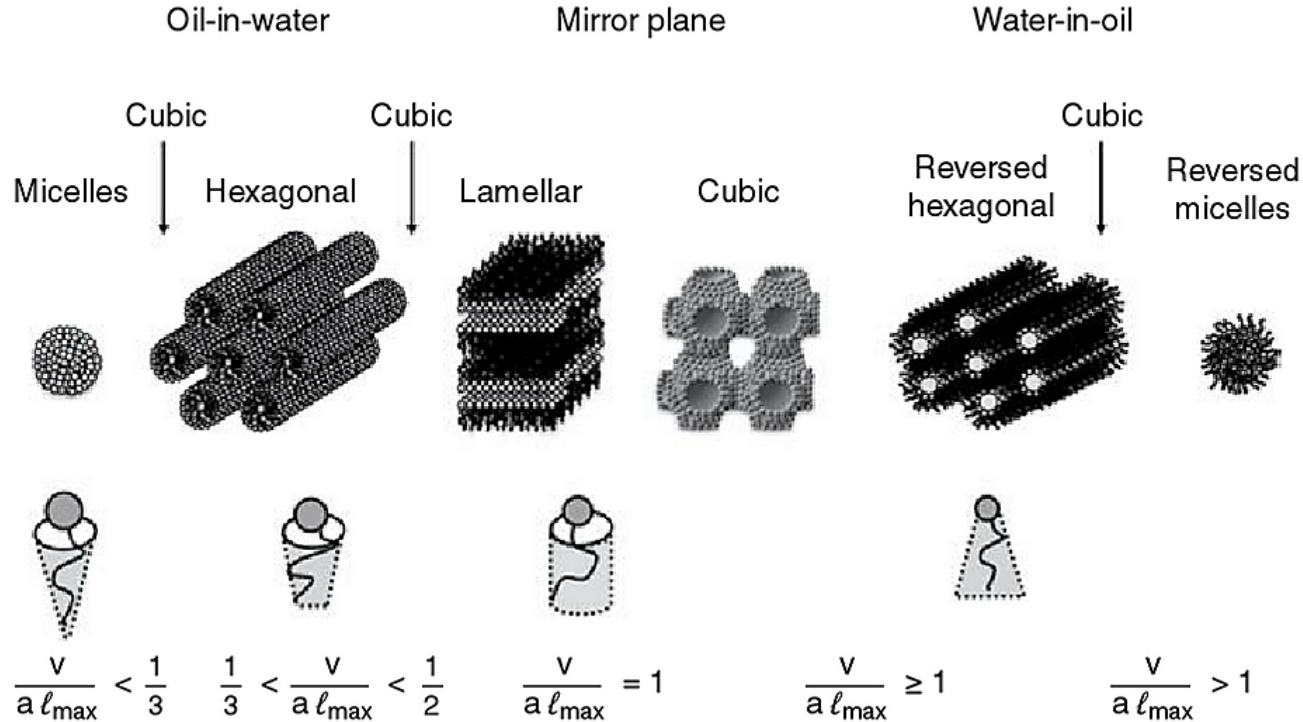 Oil-in-water Mirror plane Water-in-oil
Cubic Cubic Cubic
Micelles Hexagonal Lamellar Cubic Reversed hexagonal Reversed micelles
v/(a ℓmax) < 1/3 1/3 < v/(a ℓmax) < 1/2 v/(a ℓmax) = 1 v/(a ℓmax) ≥ 1 v/(a ℓmax) > 1